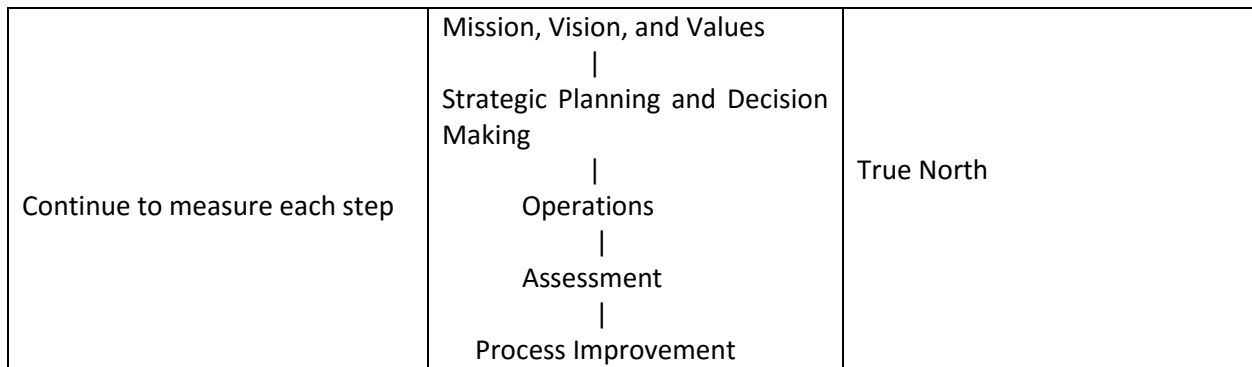 Continue to measure each step
Mission, Vision, and Values
|
Strategic Planning and Decision
Making
|
Operations
|
Assessment
|
Process Improvement
True North